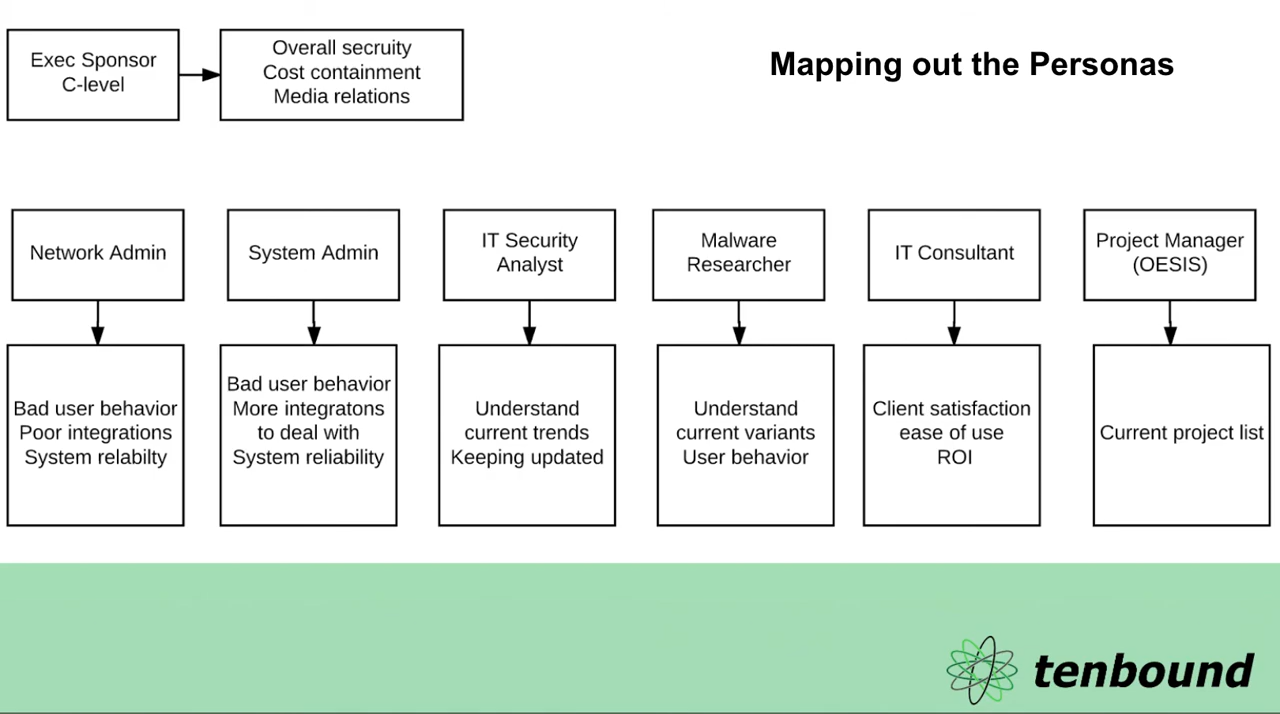 Exec Sponsor
C-level
Overall secruity
Cost containment
Media relations
Mapping out the Personas
Network Admin
System Admin
IT Security
Analyst
Malware
Researcher
IT Consultant
Project Manager
(OESIS)
Bad user behavior
Poor integrations
System relabilty
Bad user behavior
More integratons
to deal with
System reliability
Understand
current trends
Keeping updated
Understand
current variants
User behavior
Client satisfaction
ease of use
ROI
Current project list
tenbound